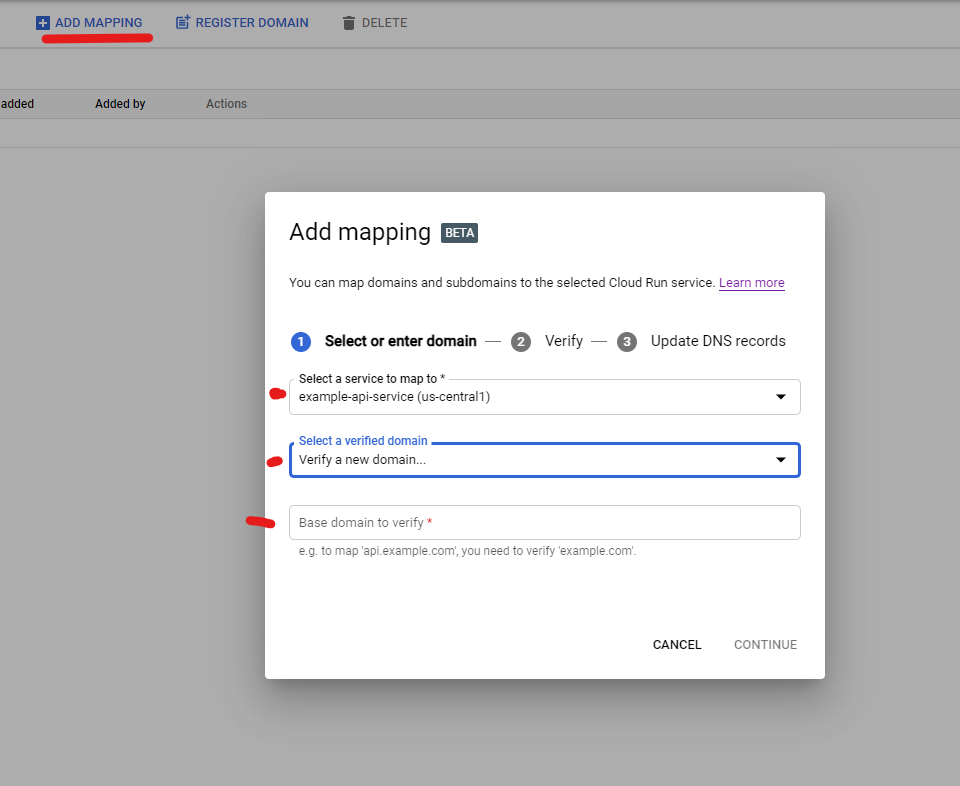 ADD MAPPING REGISTER DOMAIN DELETE
added Added by Actions
Add mapping BETA
You can map domains and subdomains to the selected Cloud Run service. Learn more
1 Select or enter domain — 2 Verify — 3 Update DNS records
Select a service to map to *
example-api-service (us-central1)
Select a verified domain
Verify a new domain...
Base domain to verify *
e.g. to map 'api.example.com', you need to verify 'example.com'.
CANCEL CONTINUE